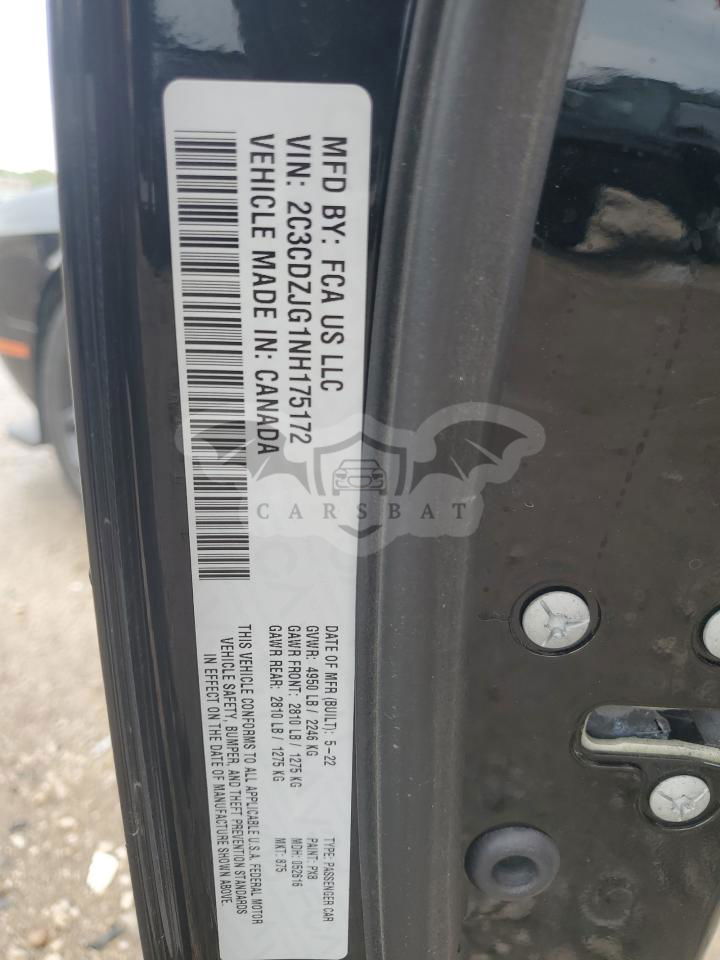 MFD BY: FCA US LLC
VIN: 2C3CDZJG1NH175172
VEHICLE MADE IN: CANADA
DATE OF MFR (BUILT): 5-22
GVWR: 4950 LB / 2246 KG
GAWR FRONT: 2810 LB / 1275 KG
GAWR REAR: 2810 LB / 1275 KG
THIS VEHICLE CONFORMS TO ALL APPLICABLE U.S.A. FEDERAL MOTOR
VEHICLE SAFETY, BUMPER, AND THEFT PREVENTION STANDARDS
IN EFFECT ON THE DATE OF MANUFACTURE SHOWN ABOVE.
TYPE: PASSENGER CAR
PAINT: PX8
MDH: 052616
MKT: 875
CARSBAT